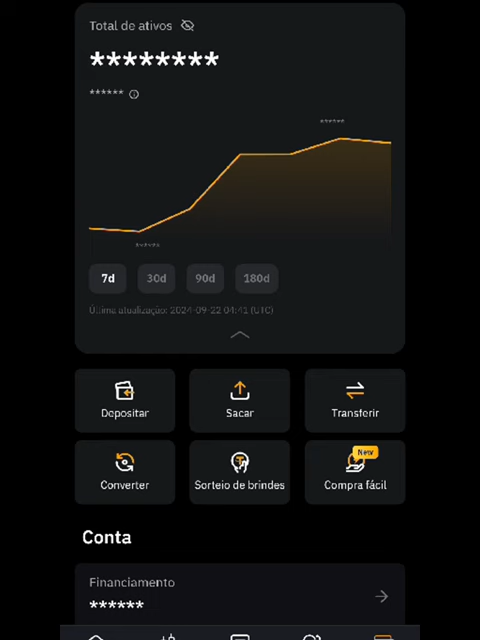 Total de ativos
********
******
******
******
7d
30d
90d
180d
Última atualização: 2024-09-22 04:41 (UTC)
Depositar
Sacar
Transferir
Converter
Sorteio de brindes
New
Compra fácil
Conta
Financiamento
******